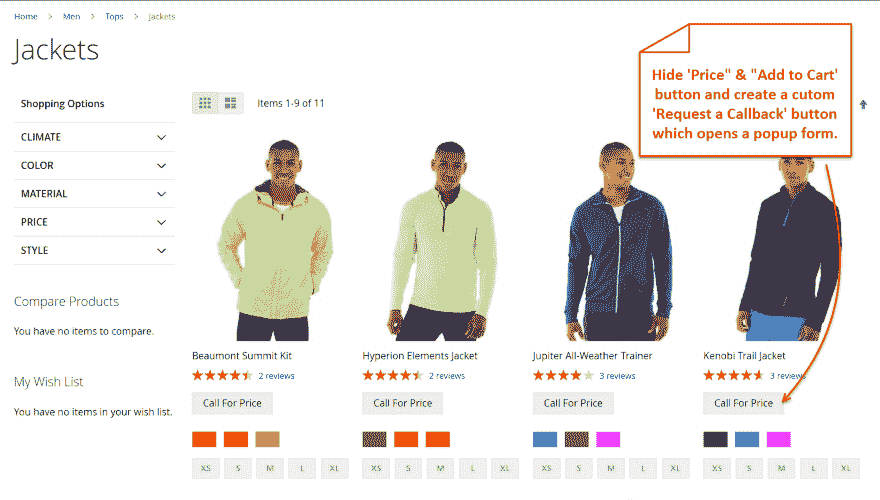 Home > Men > Tops > Jackets
Jackets
Shopping Options
CLIMATE
COLOR
MATERIAL
PRICE
STYLE
Compare Products
You have no items to compare.
My Wish List
You have no items in your wish list.
Items 1-9 of 11
Hide 'Price" & "Add to Cart'
button and create a cutom
'Request a Callback' button
which opens a popup form.
Beaumont Summit Kit
2 reviews
Call For Price
XS S M L XL
Hyperion Elements Jacket
2 reviews
Call For Price
XS S M L XL
Jupiter All-Weather Trainer
3 reviews
Call For Price
XS S M L XL
Kenobi Trail Jacket
3 reviews
Call For Price
XS S M L XL